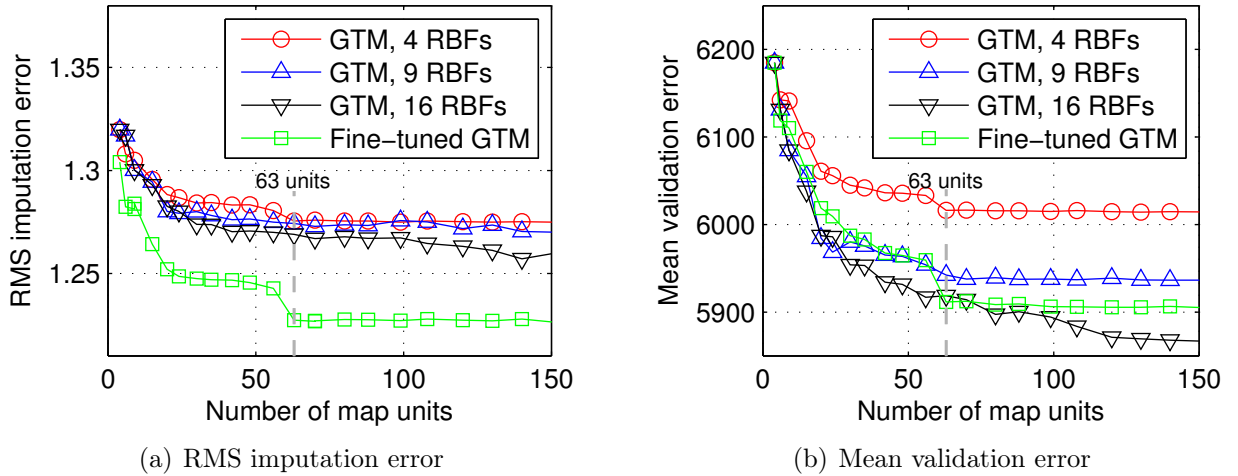 GTM, 4 RBFs
GTM, 9 RBFs
GTM, 16 RBFs
Fine−tuned GTM
63 units
1.35
1.3
1.25
RMS imputation error
0
50
100
150
Number of map units
(a) RMS imputation error
GTM, 4 RBFs
GTM, 9 RBFs
GTM, 16 RBFs
Fine−tuned GTM
63 units
6200
6100
6000
5900
Mean validation error
0
50
100
150
Number of map units
(b) Mean validation error